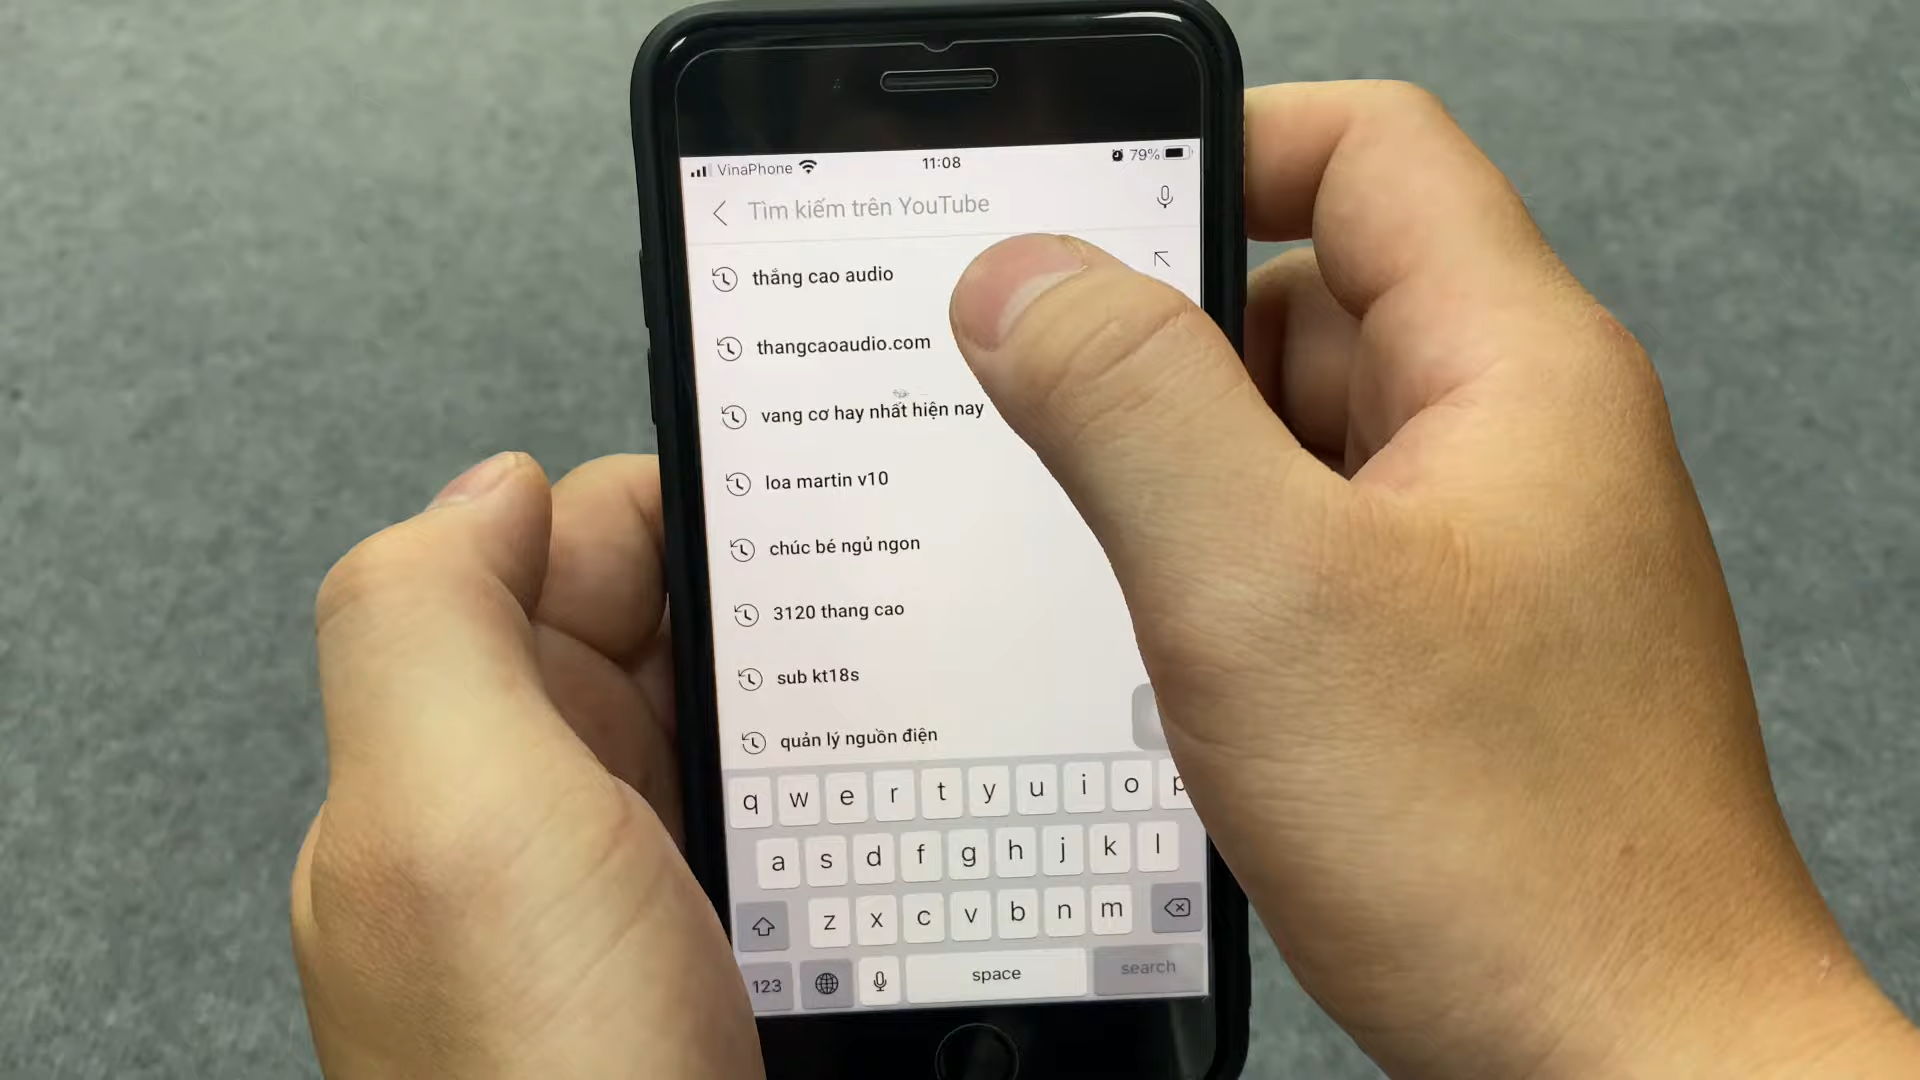 VinaPhone 11:08 79%
Tìm kiếm trên YouTube
thắng cao audio
thangcaoaudio.com
vang cơ hay nhất hiện nay
loa martin v10
chúc bé ngủ ngon
3120 thang cao
sub kt18s
quản lý nguồn điện
q w e r t y u i o p
a s d f g h j k l
z x c v b n m
123 space search